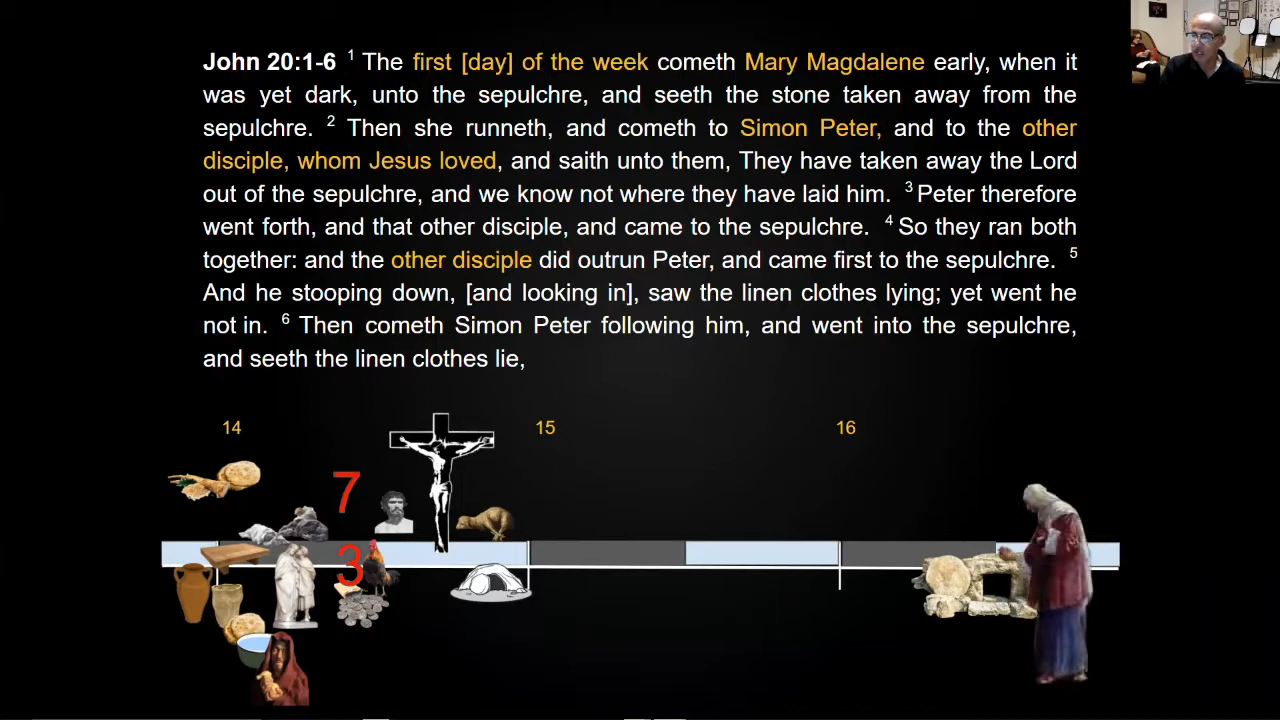 John 20:1-6 1 The first [day] of the week cometh Mary Magdalene early, when it
was yet dark, unto the sepulchre, and seeth the stone taken away from the
sepulchre. 2 Then she runneth, and cometh to Simon Peter, and to the other
disciple, whom Jesus loved, and saith unto them, They have taken away the Lord
out of the sepulchre, and we know not where they have laid him. 3 Peter therefore
went forth, and that other disciple, and came to the sepulchre. 4 So they ran both
together: and the other disciple did outrun Peter, and came first to the sepulchre. 5
And he stooping down, [and looking in], saw the linen clothes lying; yet went he
not in. 6 Then cometh Simon Peter following him, and went into the sepulchre,
and seeth the linen clothes lie,
14 15 16
7
3